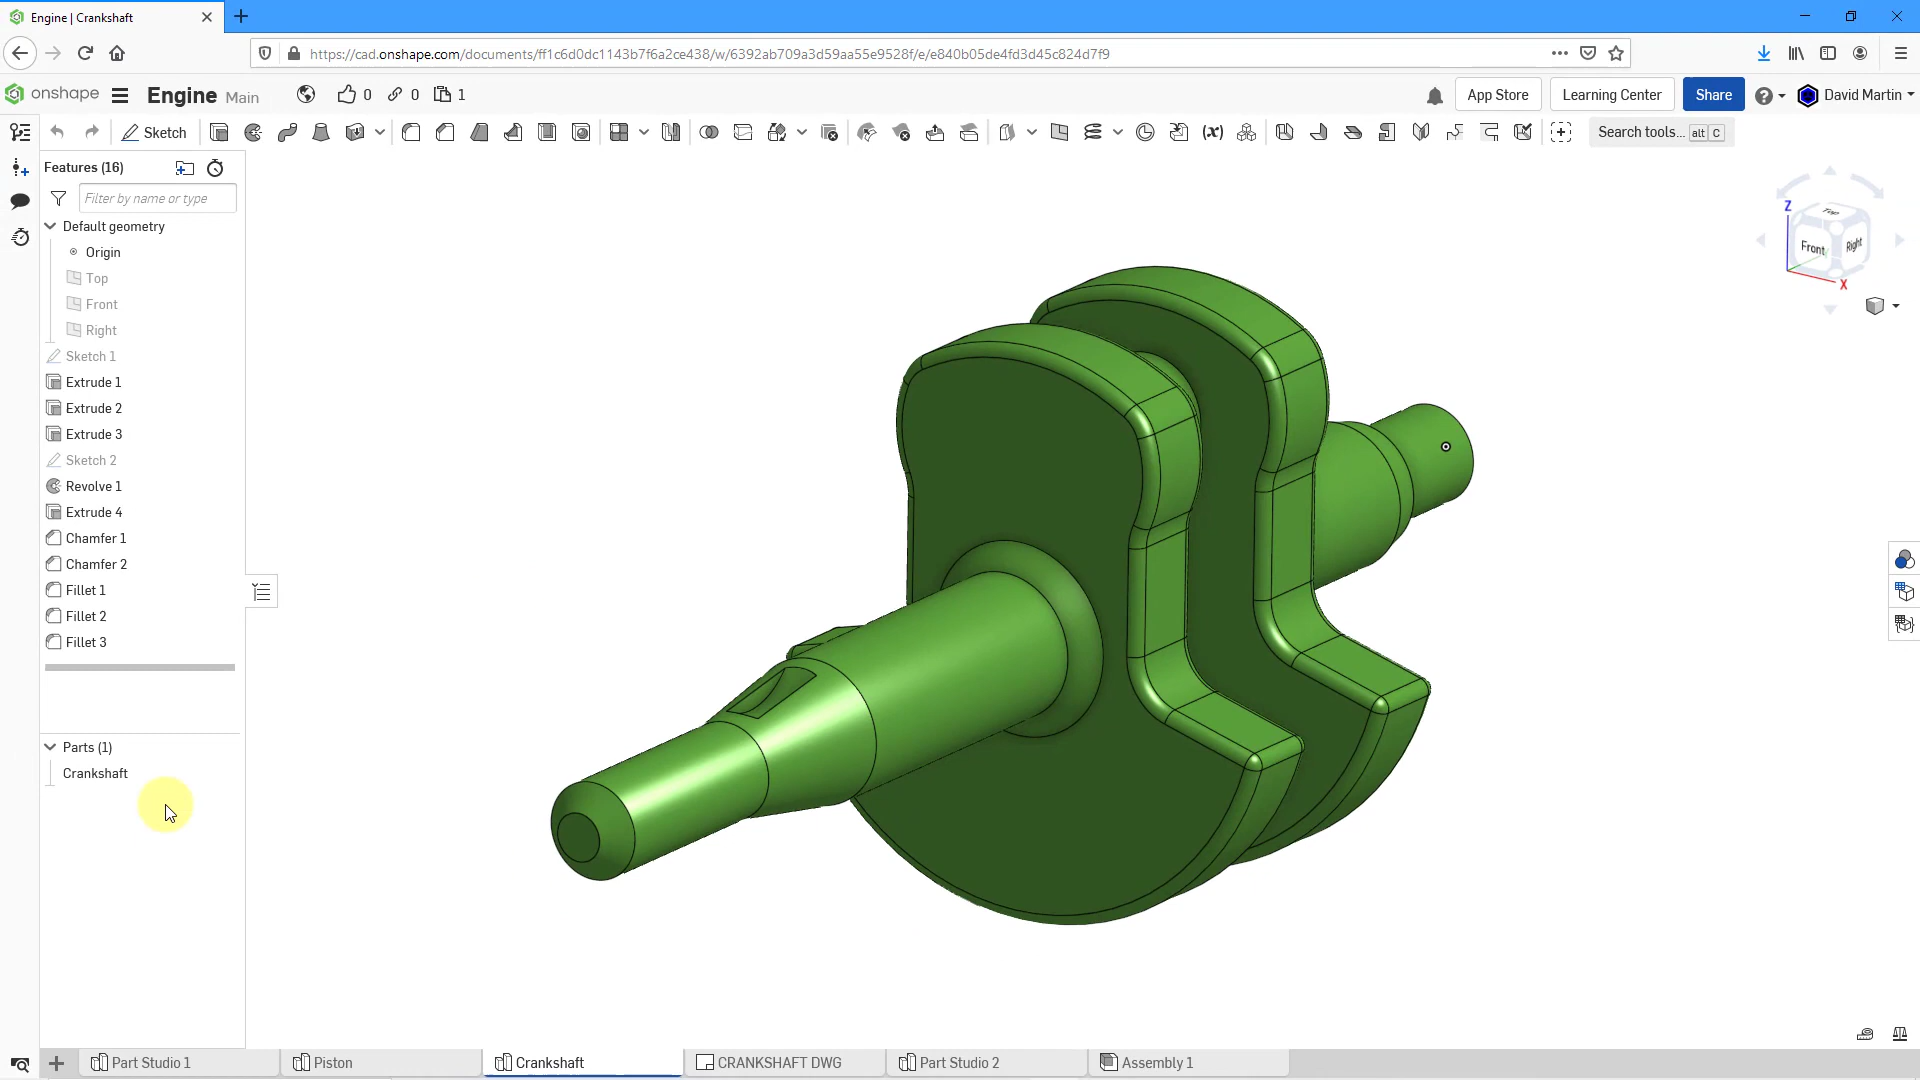 Engine | Crankshaft
https://cad.onshape.com/documents/ff1c6d0dc1143b7f6a2ce438/w/6392ab709a3d59aa55e9528f/e/e840b05de4fd3d45c824d7f9
onshape Engine Main 0 0 1 App Store Learning Center Share David Martin
Sketch (x) Search tools... alt C
Features (16)
Filter by name or type
Default geometry
Origin
Top
Front
Right
Sketch 1
Extrude 1
Extrude 2
Extrude 3
Sketch 2
Revolve 1
Extrude 4
Chamfer 1
Chamfer 2
Fillet 1
Fillet 2
Fillet 3
Parts (1)
Crankshaft
Z
Top
Front
Right
X
Part Studio 1 Piston Crankshaft CRANKSHAFT DWG Part Studio 2 Assembly 1